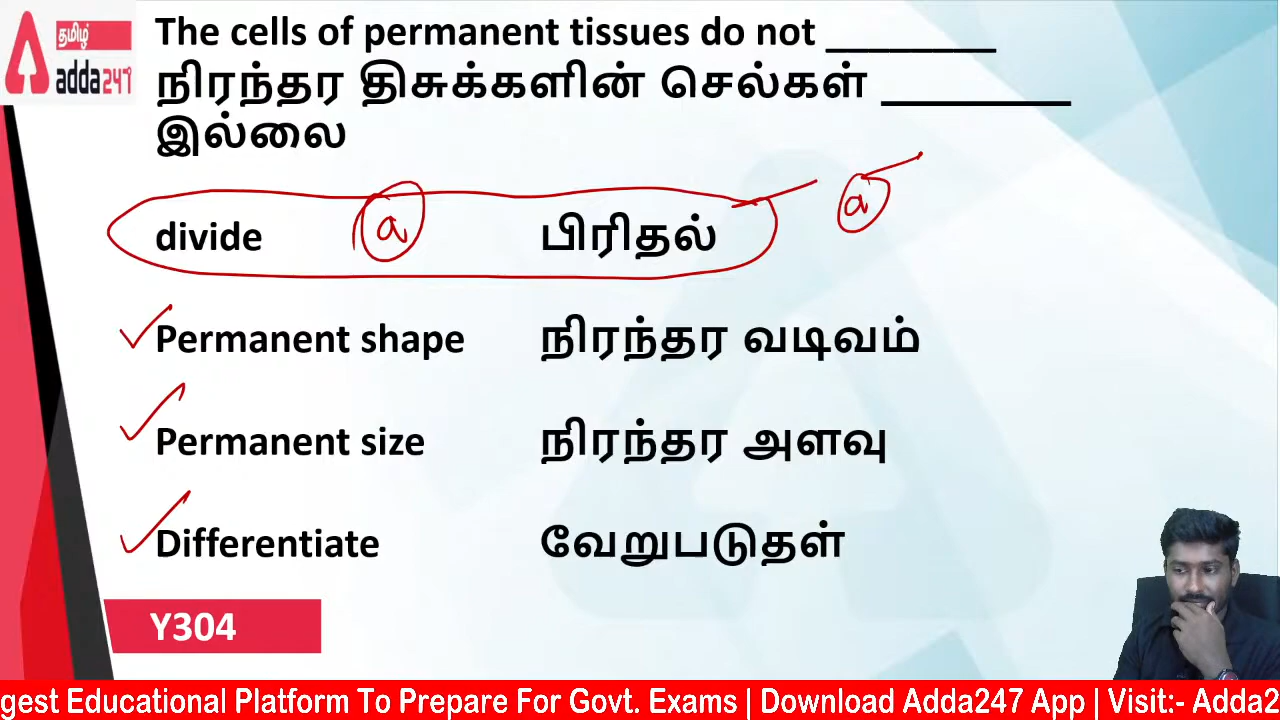 தமிழ்
adda247
The cells of permanent tissues do not ________
நிரந்தர திசுக்களின் செல்கள் ________
இல்லை
divide a பிரிதல் a
Permanent shape நிரந்தர வடிவம்
Permanent size நிரந்தர அளவு
Differentiate வேறுபடுதள்
Y304
gest Educational Platform To Prepare For Govt. Exams | Download Adda247 App | Visit:- Adda2